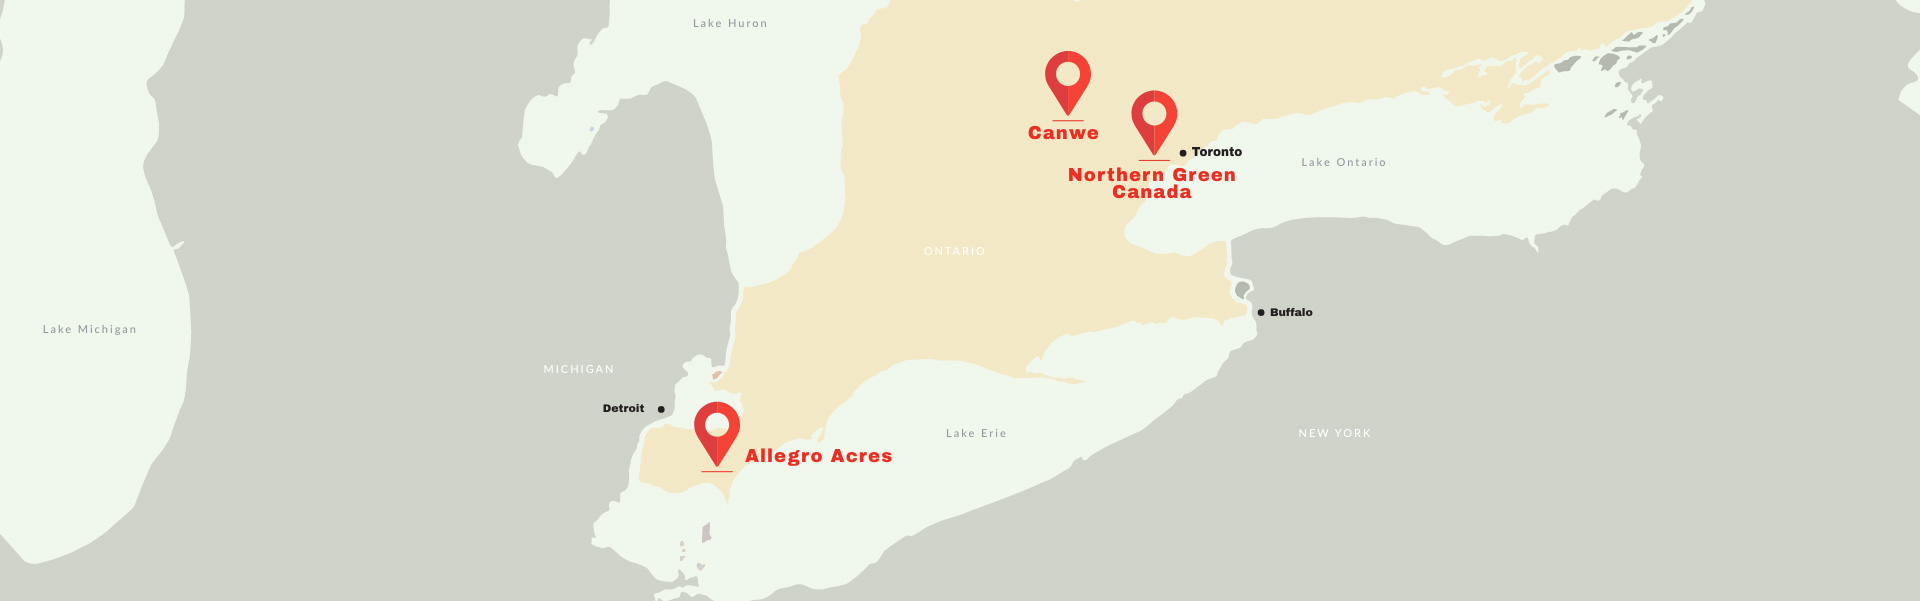 Lake Huron
Canwe
Toronto
Lake Ontario
Northern Green
Canada
ONTARIO
Buffalo
Lake Michigan
MICHIGAN
Detroit
Lake Erie
NEW YORK
Allegro Acres